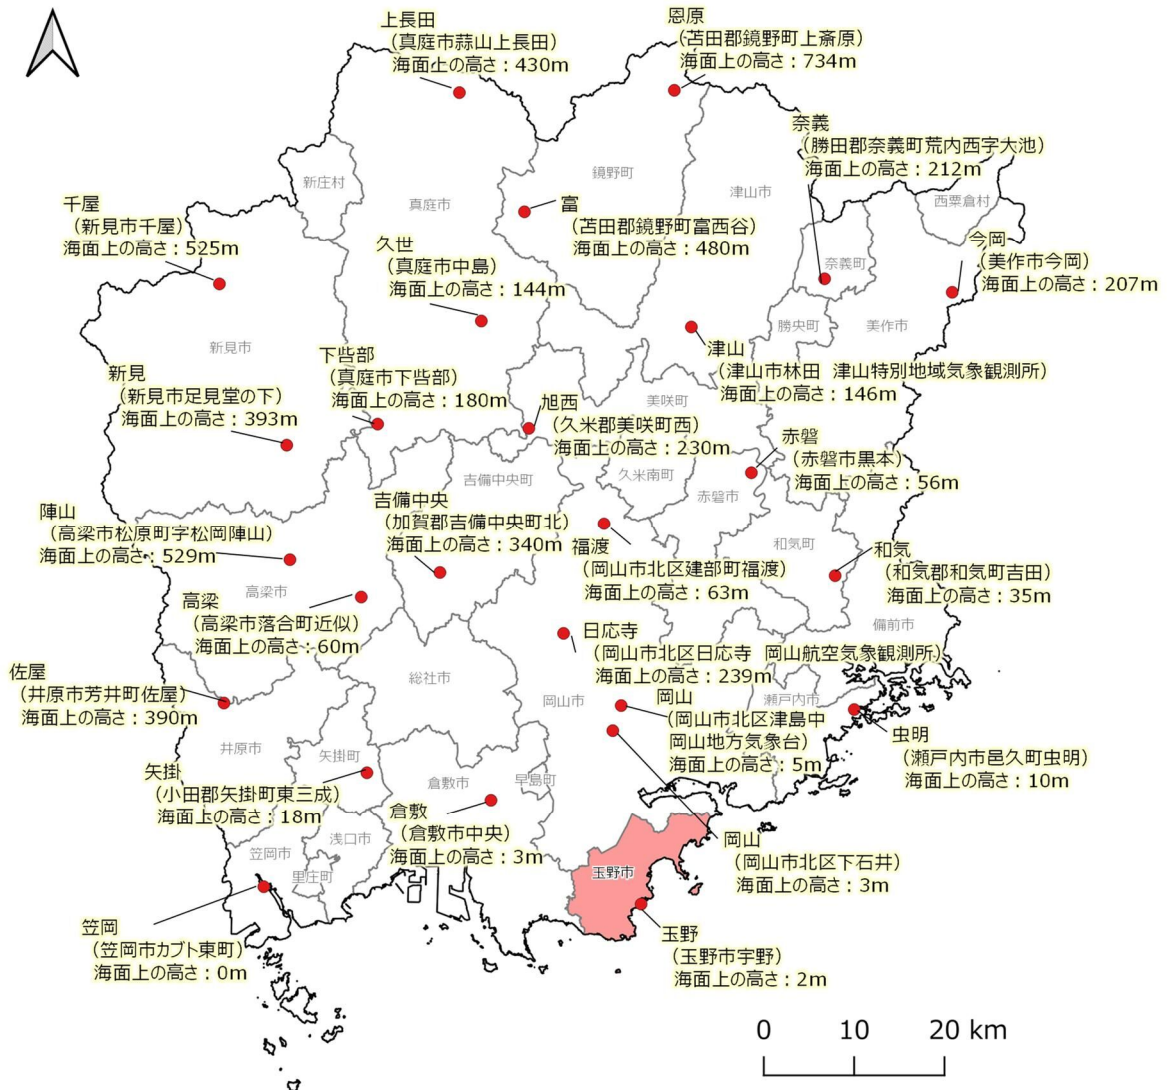 上長田
(真庭市蒜山上長田)
海面上の高さ：430m
恩原
(苫田郡鏡野町上斎原)
海面上の高さ：734m
奈義
(勝田郡奈義町荒内西字大池)
海面上の高さ：212m
新庄村
真庭市
鏡野町
津山市
西粟倉村
千屋
(新見市千屋)
海面上の高さ：525m
富
(苫田郡鏡野町富西谷)
海面上の高さ：480m
久世
(真庭市中島)
海面上の高さ：144m
奈義町
今岡
(美作市今岡)
海面上の高さ：207m
勝央町
美作市
新見市
下呰部
(真庭市下呰部)
海面上の高さ：180m
津山
(津山市林田 津山特別地域気象観測所)
海面上の高さ：146m
新見
(新見市足見堂の下)
海面上の高さ：393m
美咲町
旭西
(久米郡美咲町西)
海面上の高さ：230m
赤磐
(赤磐市黒本)
海面上の高さ：56m
吉備中央町
久米南町
赤磐市
吉備中央
(加賀郡吉備中央町北)
海面上の高さ：340m
陣山
(高梁市松原町字松岡陣山)
海面上の高さ：529m
福渡
(岡山市北区建部町福渡)
海面上の高さ：63m
和気町
和気
(和気郡和気町吉田)
海面上の高さ：35m
高梁市
高梁
(高梁市落合町近似)
海面上の高さ：60m
備前市
日応寺
(岡山市北区日応寺 岡山航空気象観測所)
海面上の高さ：239m
佐屋
(井原市芳井町佐屋)
海面上の高さ：390m
総社市
岡山市
岡山
(岡山市北区津島中
岡山地方気象台)
海面上の高さ：5m
瀬戸内市
虫明
(瀬戸内市邑久町虫明)
海面上の高さ：10m
井原市
矢掛町
矢掛
(小田郡矢掛町東三成)
海面上の高さ：18m
倉敷市
早島町
倉敷
(倉敷市中央)
海面上の高さ：3m
浅口市
笠岡市
里庄町
玉野市
岡山
(岡山市北区下石井)
海面上の高さ：3m
笠岡
(笠岡市カブト東町)
海面上の高さ：0m
玉野
(玉野市宇野)
海面上の高さ：2m
0 10 20 km